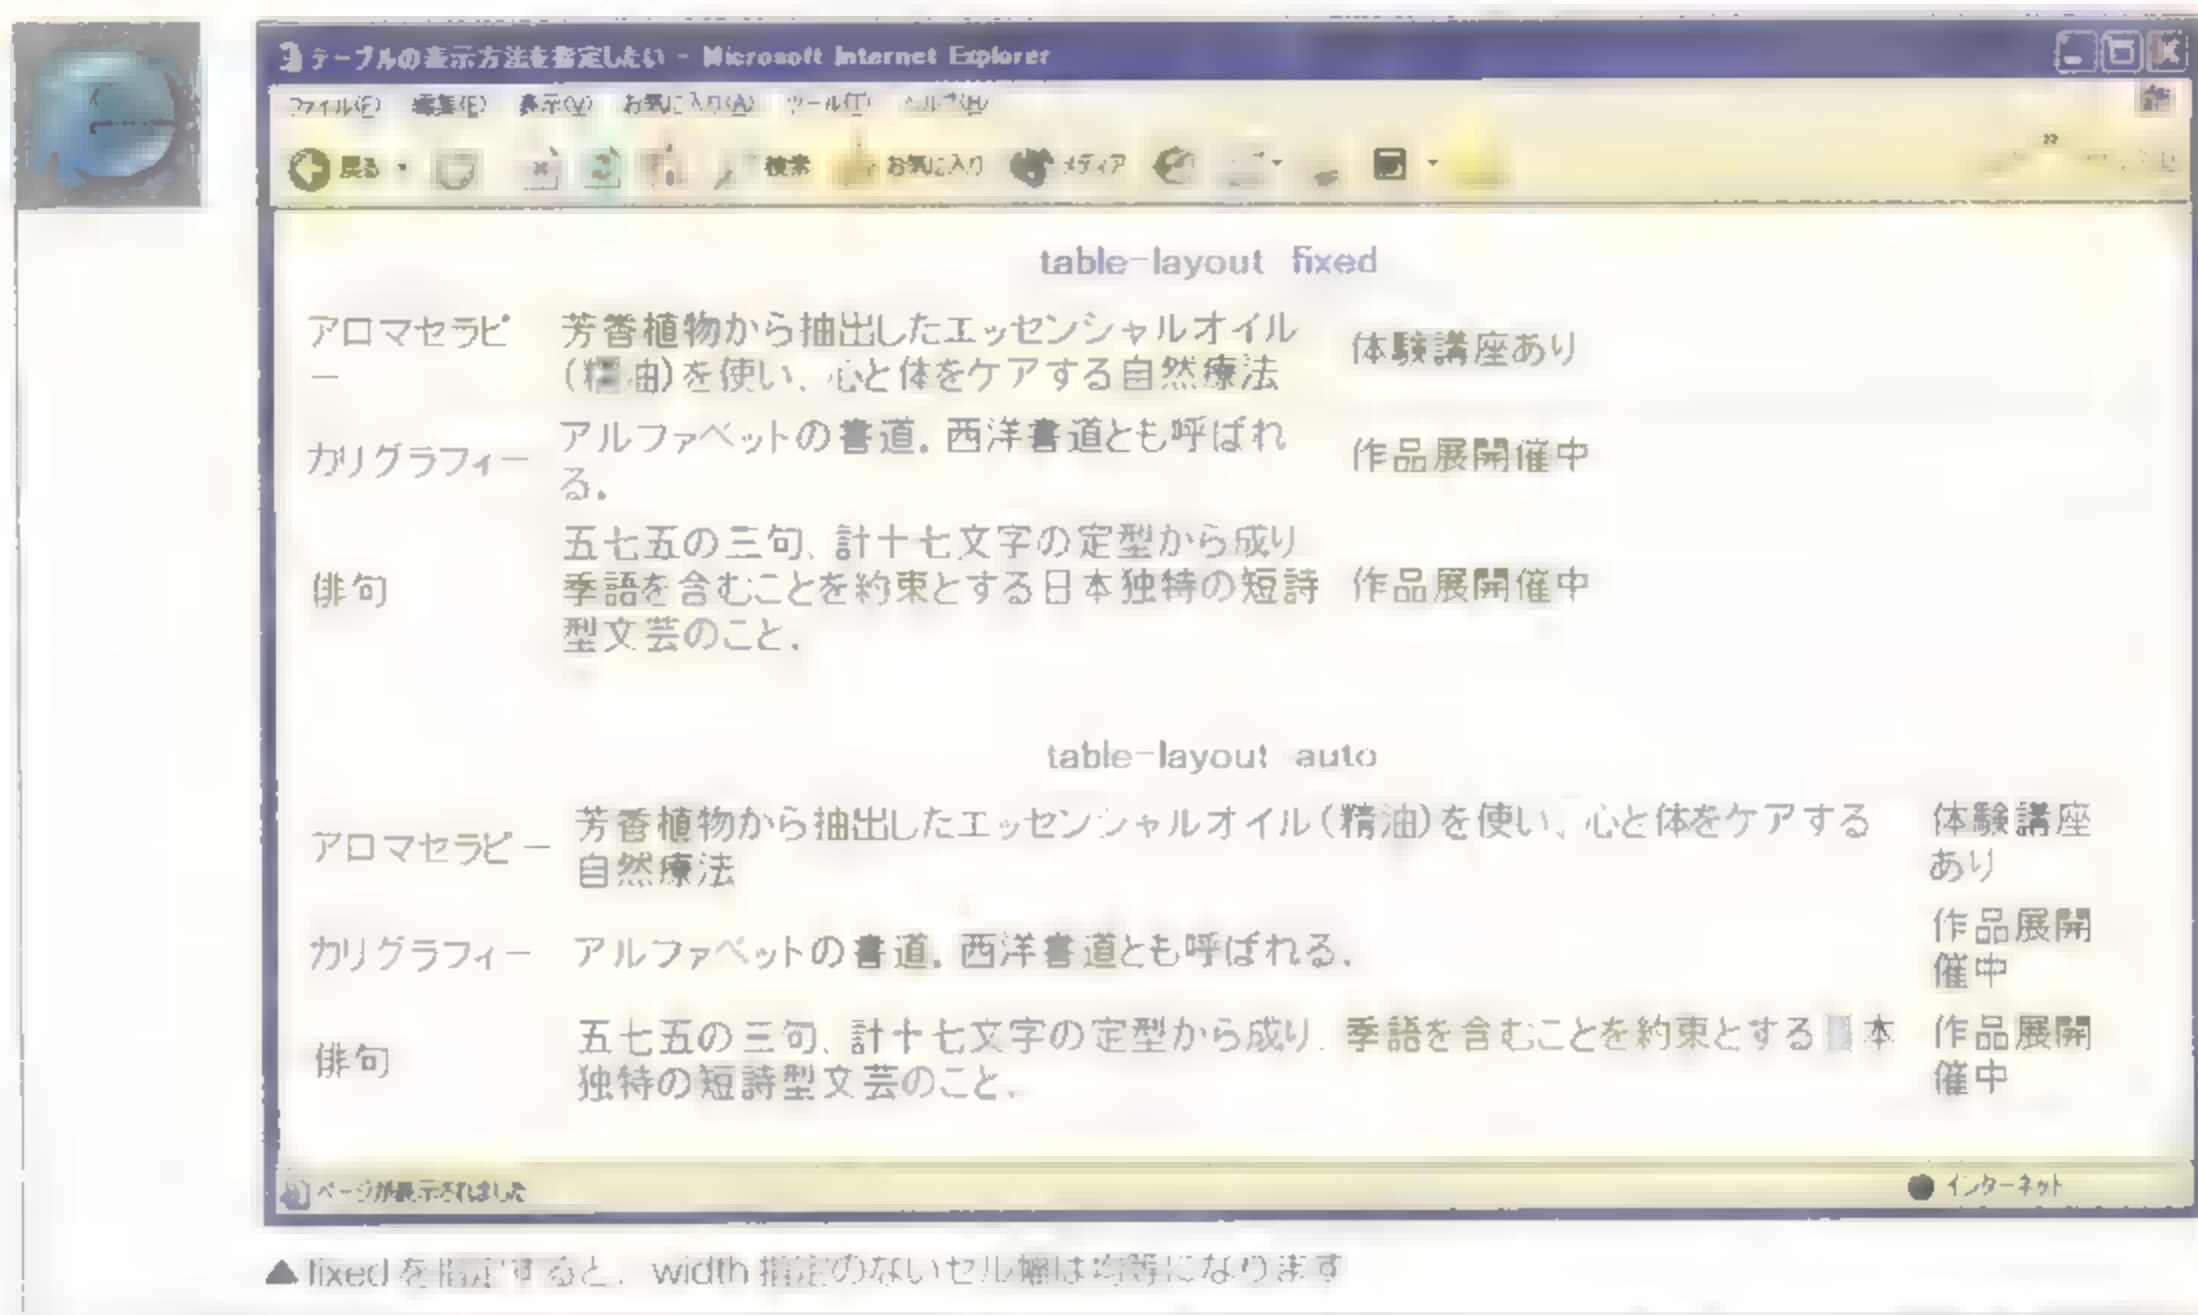 テーブルの表示方法を指定したい - Microsoft Internet Explorer
ファイル(F) 編集(E) 表示(V) お気に入り(A) ツール(T) ヘルプ(H)
戻る 検索 お気に入り メディア »
table-layout fixed
アロマセラピ
ー
芳香植物から抽出したエッセンシャルオイル
(精油)を使い、心と体をケアする自然療法
体験講座あり
カリグラフィー
アルファベットの書道。西洋書道とも呼ばれ
る。
作品展開催中
俳句
五七五の三句、計十七文字の定型から成り
季語を含むことを約束とする日本独特の短詩
型文芸のこと。
作品展開催中
table-layout auto
アロマセラピー
芳香植物から抽出したエッセンシャルオイル(精油)を使い、心と体をケアする
自然療法
体験講座
あり
カリグラフィー
アルファベットの書道。西洋書道とも呼ばれる。
作品展開
催中
俳句
五七五の三句、計十七文字の定型から成り、季語を含むことを約束とする日本
独特の短詩型文芸のこと。
作品展開
催中
ページが表示されました
インターネット
▲fixed を指定すると、width 指定のないセル幅は均等になります